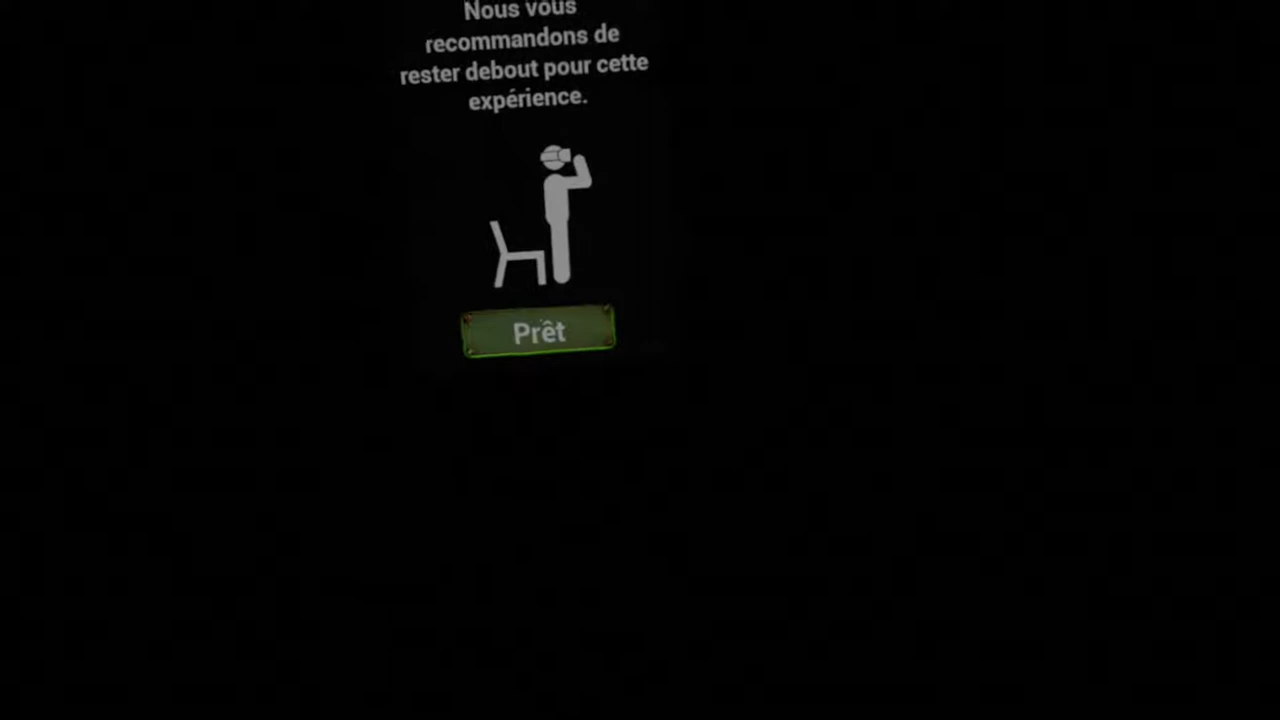 Nous vous
recommandons de
rester debout pour cette
expérience.
Prêt